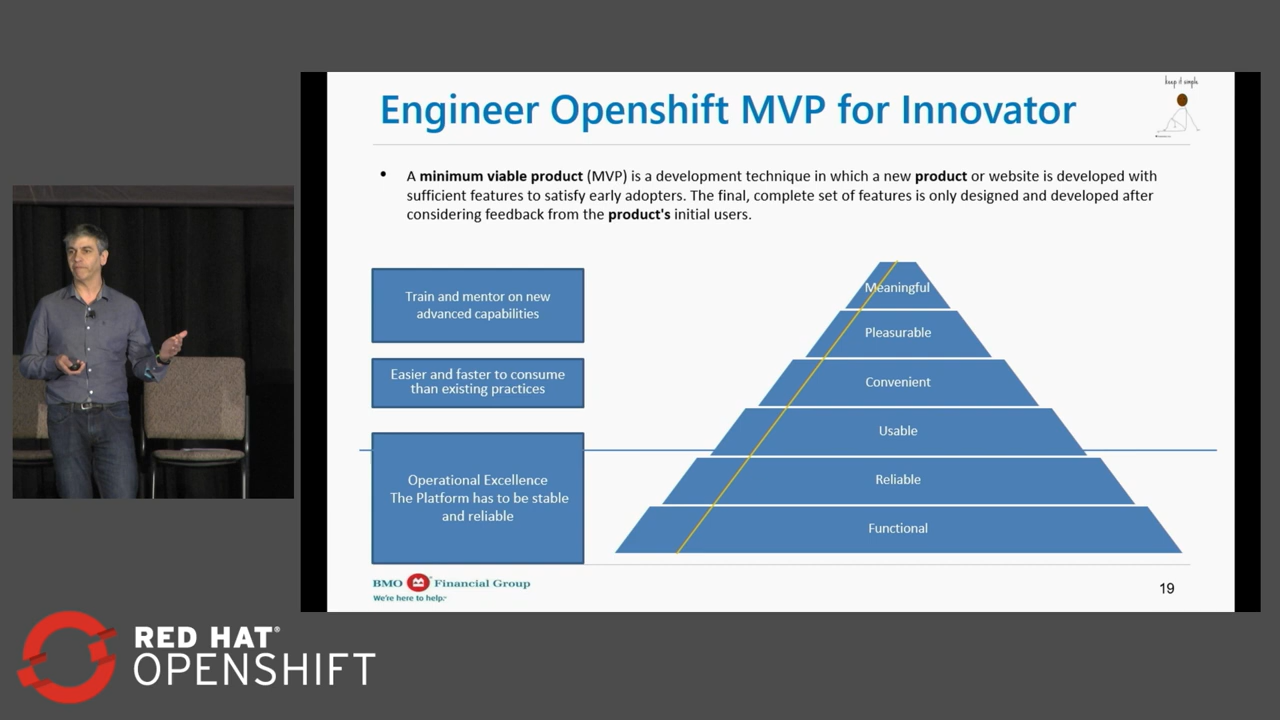 keep it simple
Engineer Openshift MVP for Innovator
• A minimum viable product (MVP) is a development technique in which a new product or website is developed with
sufficient features to satisfy early adopters. The final, complete set of features is only designed and developed after
considering feedback from the product's initial users.
Train and mentor on new
advanced capabilities
Easier and faster to consume
than existing practices
Operational Excellence
The Platform has to be stable
and reliable
Meaningful
Pleasurable
Convenient
Usable
Reliable
Functional
BMO Financial Group
We're here to help.
19
RED HAT®
OPENSHIFT